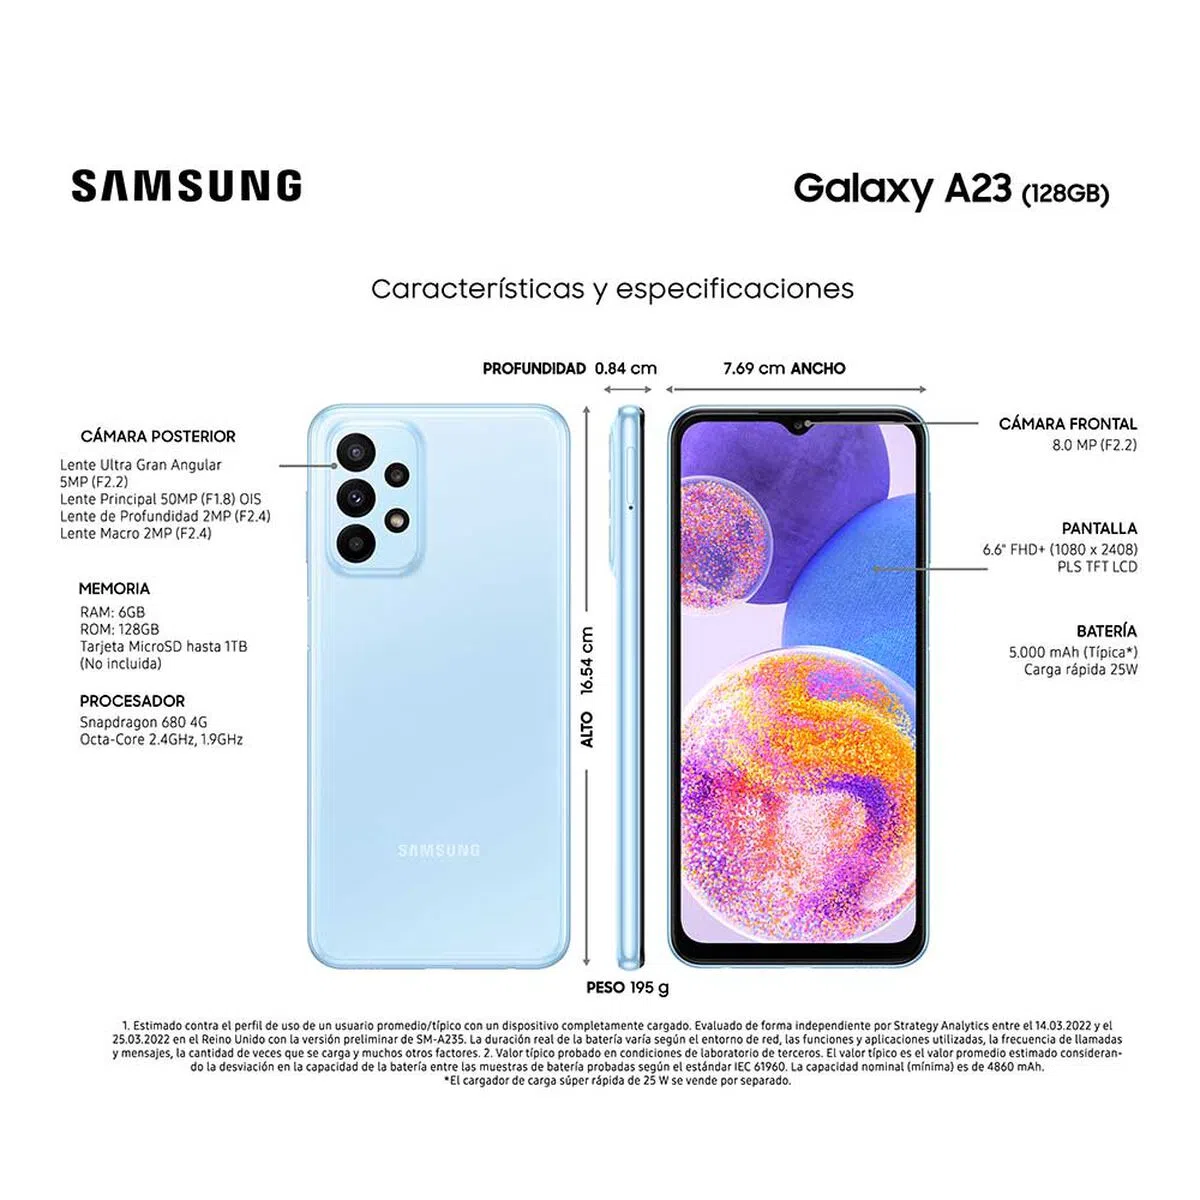 SAMSUNG
Galaxy A23 (128GB)
Características y especificaciones
PROFUNDIDAD 0.84 cm
7.69 cm ANCHO
CÁMARA POSTERIOR
Lente Ultra Gran Angular
5MP (F2.2)
Lente Principal 50MP (F1.8) OIS
Lente de Profundidad 2MP (F2.4)
Lente Macro 2MP (F2.4)
MEMORIA
RAM: 6GB
ROM: 128GB
Tarjeta MicroSD hasta 1TB
(No incluida)
PROCESADOR
Snapdragon 680 4G
Octa-Core 2.4GHz, 1.9GHz
SAMSUNG
ALTO 16.54 cm
PESO 195 g
CÁMARA FRONTAL
8.0 MP (F2.2)
PANTALLA
6.6" FHD+ (1080 x 2408)
PLS TFT LCD
BATERÍA
5.000 mAh (Típica*)
Carga rápida 25W
1. Estimado contra el perfil de uso de un usuario promedio/típico con un dispositivo completamente cargado. Evaluado de forma independiente por Strategy Analytics entre el 14.03.2022 y el
25.03.2022 en el Reino Unido con la versión preliminar de SM-A235. La duración real de la batería varía según el entorno de red, las funciones y aplicaciones utilizadas, la frecuencia de llamadas
y mensajes, la cantidad de veces que se carga y muchos otros factores. 2. Valor típico probado en condiciones de laboratorio de terceros. El valor típico es el valor promedio estimado consideran-
do la desviación en la capacidad de la batería entre las muestras de batería probadas según el estándar IEC 61960. La capacidad nominal (mínima) es de 4860 mAh.
*El cargador de carga súper rápida de 25 W se vende por separado.